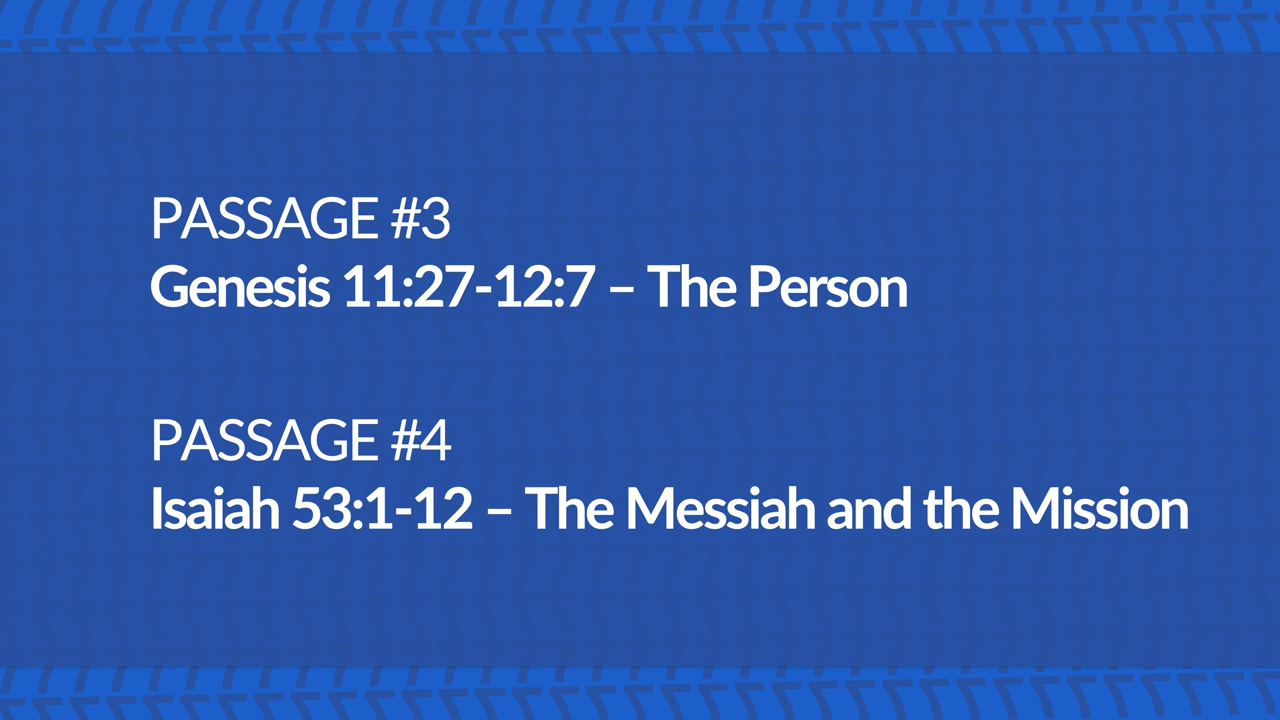 PASSAGE #3
Genesis 11:27-12:7 – The Person
PASSAGE #4
Isaiah 53:1-12 – The Messiah and the Mission